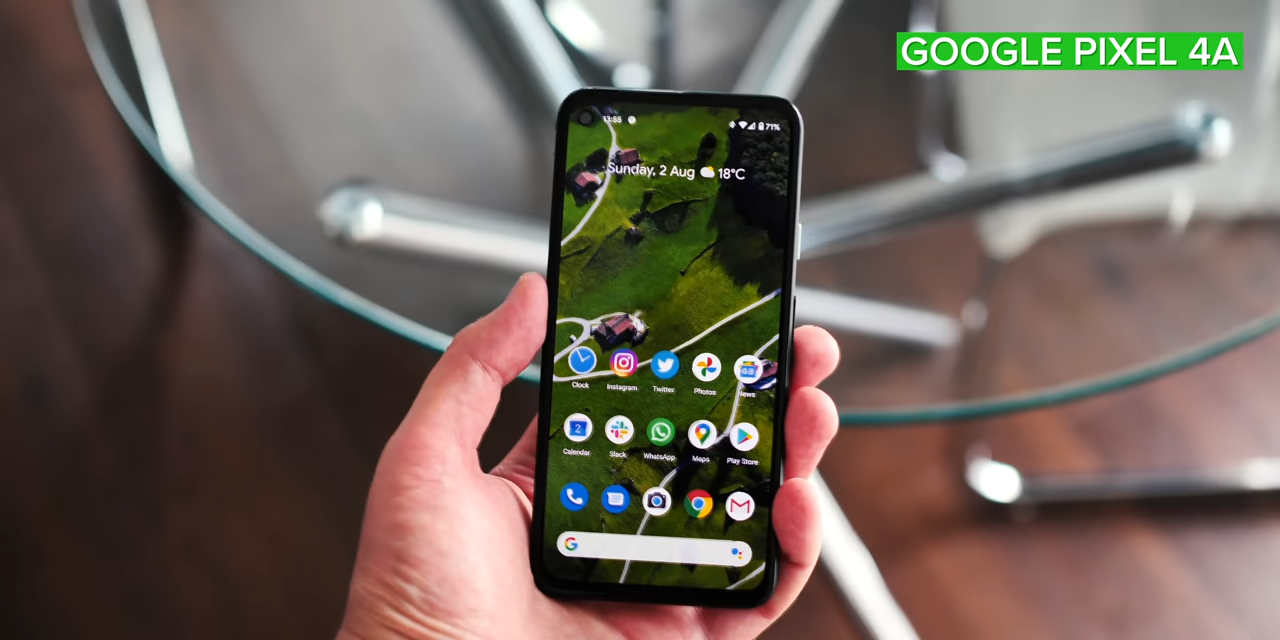 GOOGLE PIXEL 4A
13:55
71%
Sunday, 2 Aug 18°C
Clock Instagram Twitter Photos News
2
Calendar Slack WhatsApp Maps Play Store